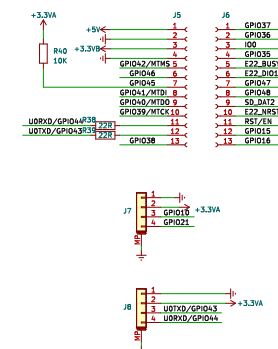 +3.3VA
J5
J6
R40
10K
+5V
1
1
GPIO37
2
2
GPIO36
+3.3VB
3
3
IO0
4
4
GPIO35
GPIO42/MTMS
5
5
E22_BUSY
GPIO46
6
6
E22_DIO1
GPIO45
7
7
GPIO47
GPIO41/MTDI
8
8
GPIO48
GPIO40/MTDO
9
9
SD_DAT2
GPIO39/MTCK
10
10
E22_NRST
U0RXD/GPIO44
R38
22R
11
11
RST/EN
U0TXD/GPIO43
R39
22R
12
12
GPIO15
GPIO38
13
13
GPIO16
J7
1
2
+3.3VA
3
GPIO10
4
GPIO21
MP
J8
1
2
+3.3VA
3
U0TXD/GPIO43
4
U0RXD/GPIO44
MP